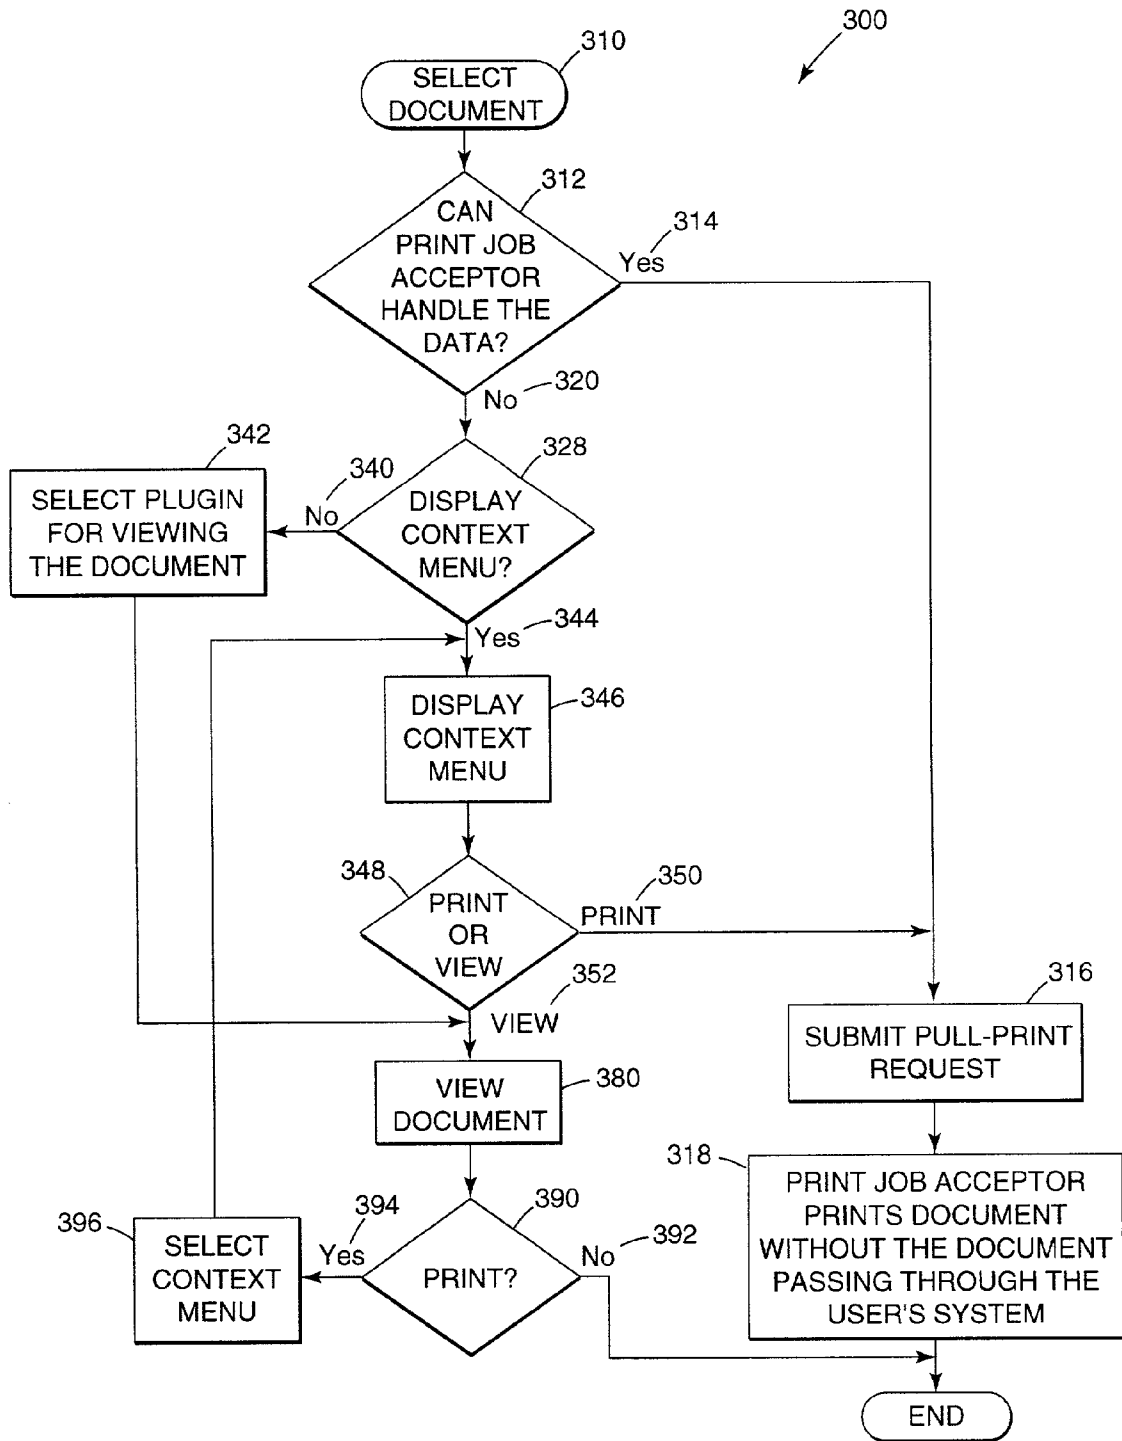 300
310
SELECT
DOCUMENT
312
CAN
PRINT JOB
ACCEPTOR
HANDLE THE
DATA?
314
Yes
320
No
328
DISPLAY
CONTEXT
MENU?
340
No
342
SELECT PLUGIN
FOR VIEWING
THE DOCUMENT
344
Yes
346
DISPLAY
CONTEXT
MENU
348
PRINT
OR
VIEW
350
PRINT
352
VIEW
316
SUBMIT PULL-PRINT
REQUEST
380
VIEW
DOCUMENT
318
PRINT JOB ACCEPTOR
PRINTS DOCUMENT
WITHOUT THE DOCUMENT
PASSING THROUGH THE
USER'S SYSTEM
390
PRINT?
392
No
394
Yes
396
SELECT
CONTEXT
MENU
END